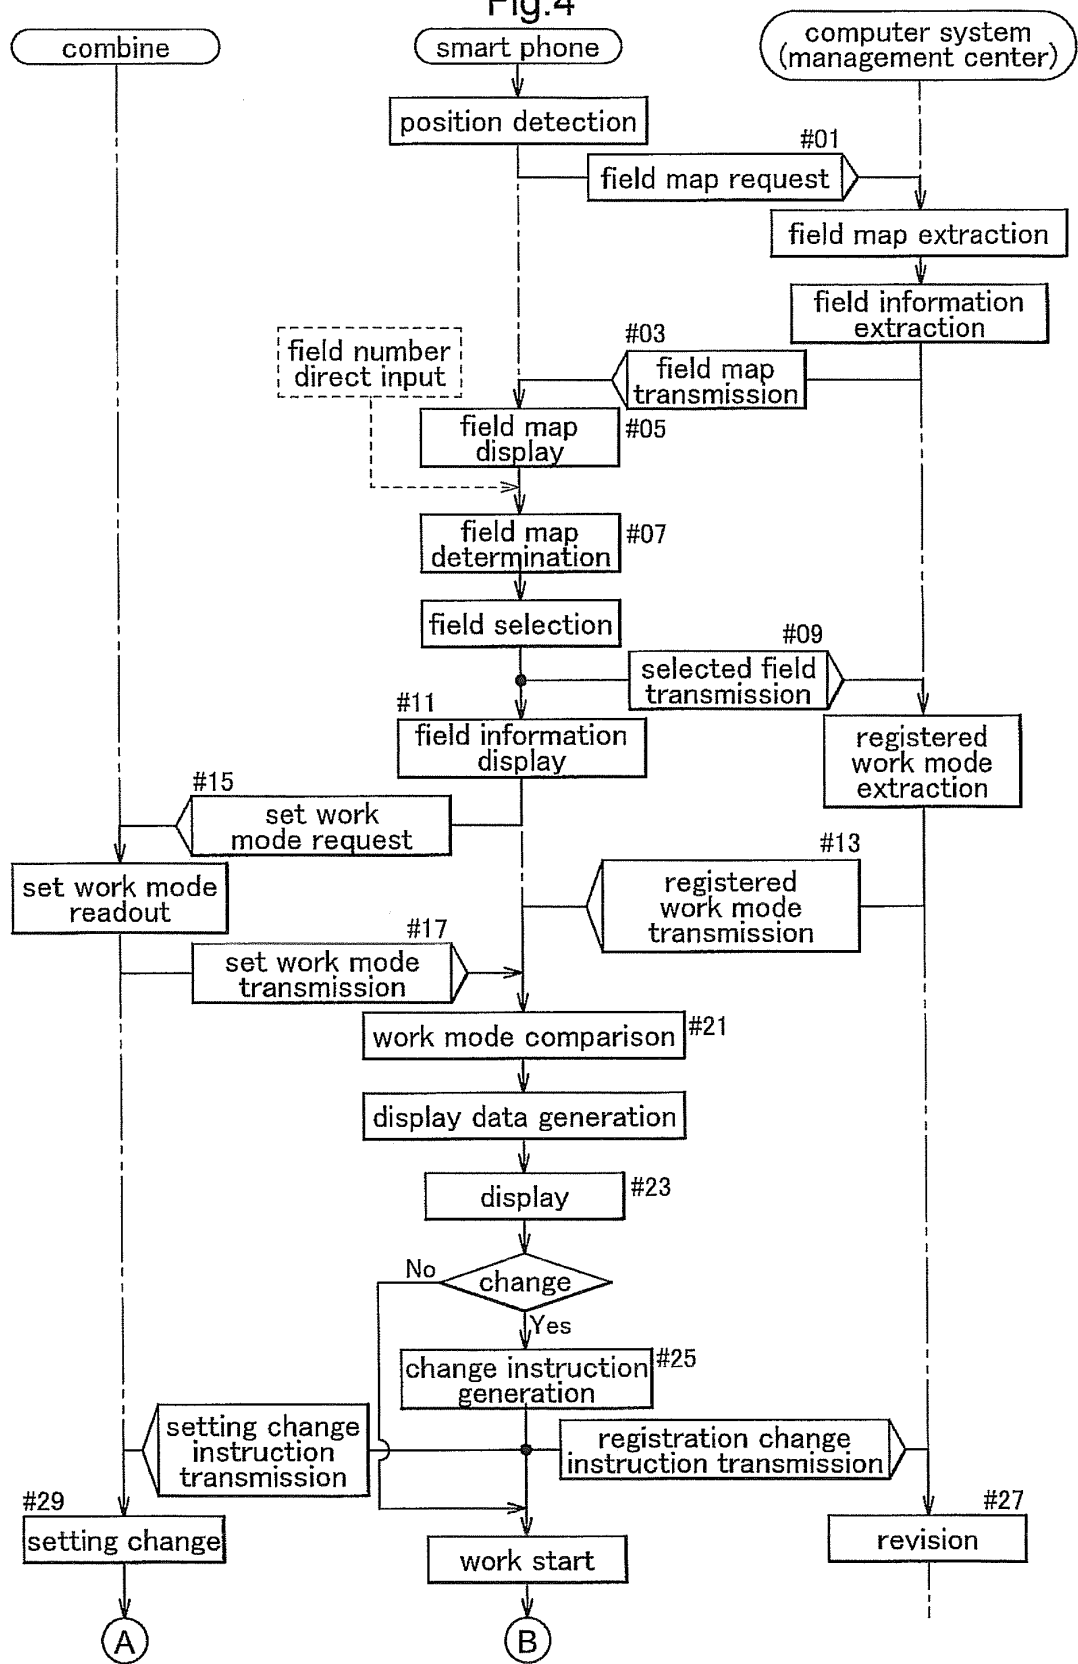 Fig.4
combine
smart phone
computer system
(management center)
position detection
#01
field map request
field map extraction
field information
extraction
#03
field map
transmission
field number
direct input
field map
display
#05
field map
determination
#07
field selection
#09
selected field
transmission
#11
field information
display
registered
work mode
extraction
#15
set work
mode request
#13
registered
work mode
transmission
set work mode
readout
#17
set work mode
transmission
work mode comparison
#21
display data generation
display
#23
No
change
Yes
change instruction
generation
#25
setting change
instruction
transmission
registration change
instruction transmission
#29
setting change
#27
revision
work start
A
B